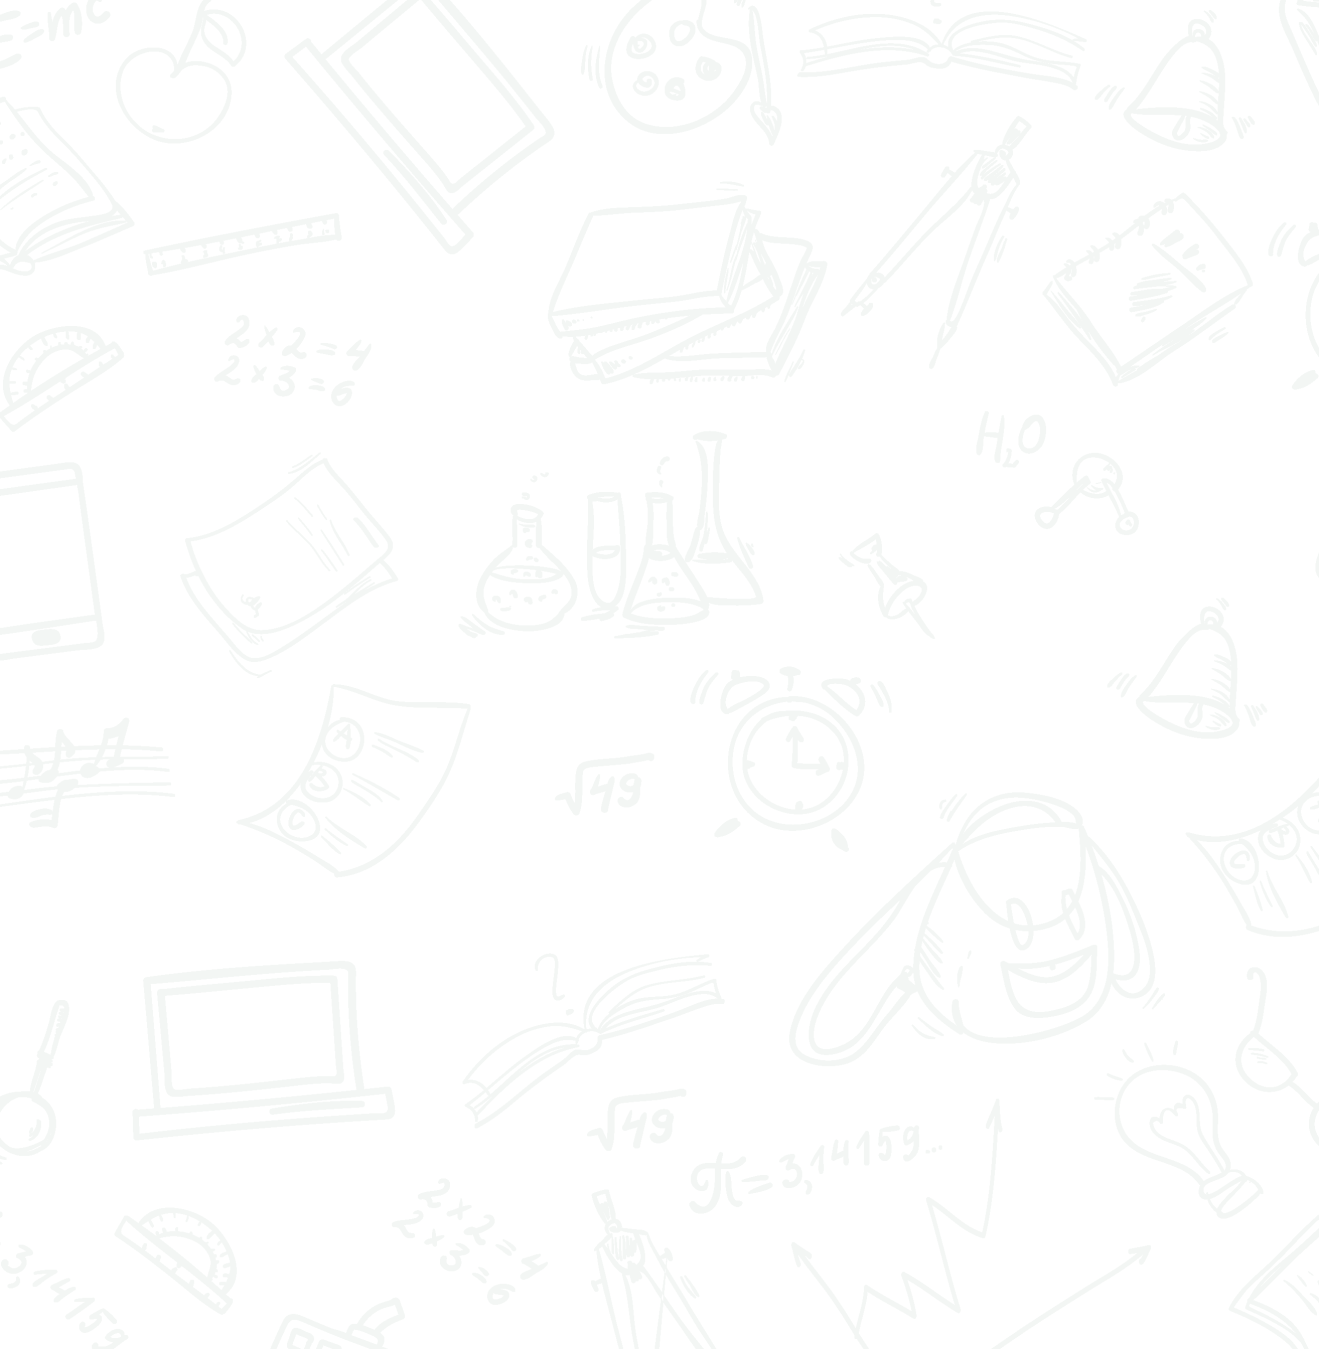 E=mc
2×2=4
2×3=6
H2O
A
B
C
√49
C
√49
π=3,14159...
2×2=4
2×3=6
3,14159